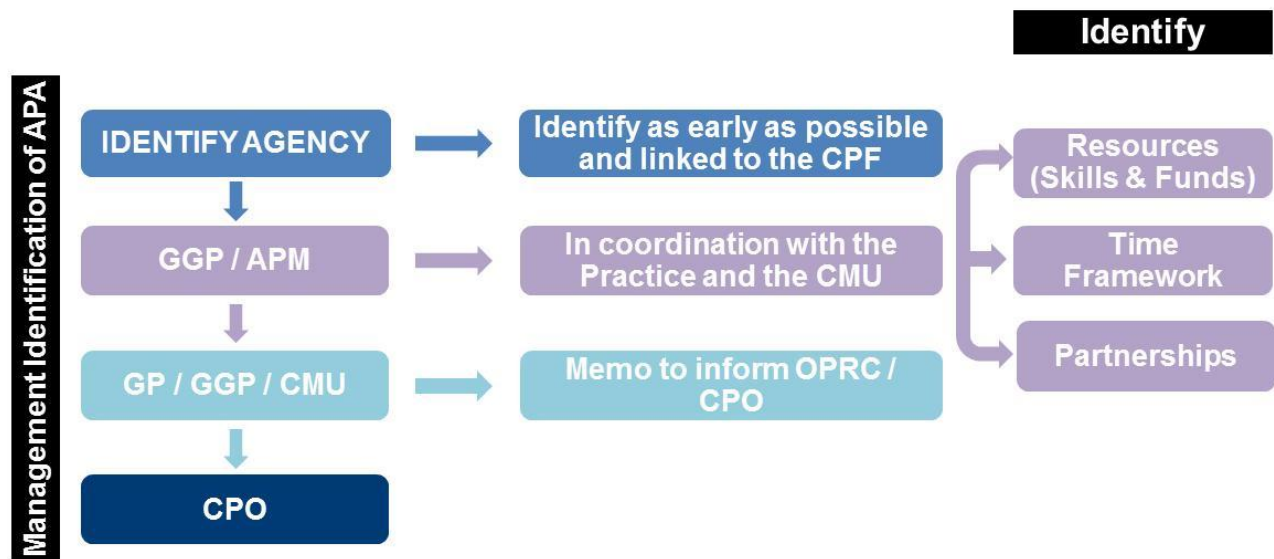 Identify
Management Identification of APA
IDENTIFY AGENCY
Identify as early as possible
and linked to the CPF
Resources
(Skills & Funds)
GGP / APM
In coordination with the
Practice and the CMU
Time
Framework
GP / GGP / CMU
Memo to inform OPRC /
CPO
Partnerships
CPO